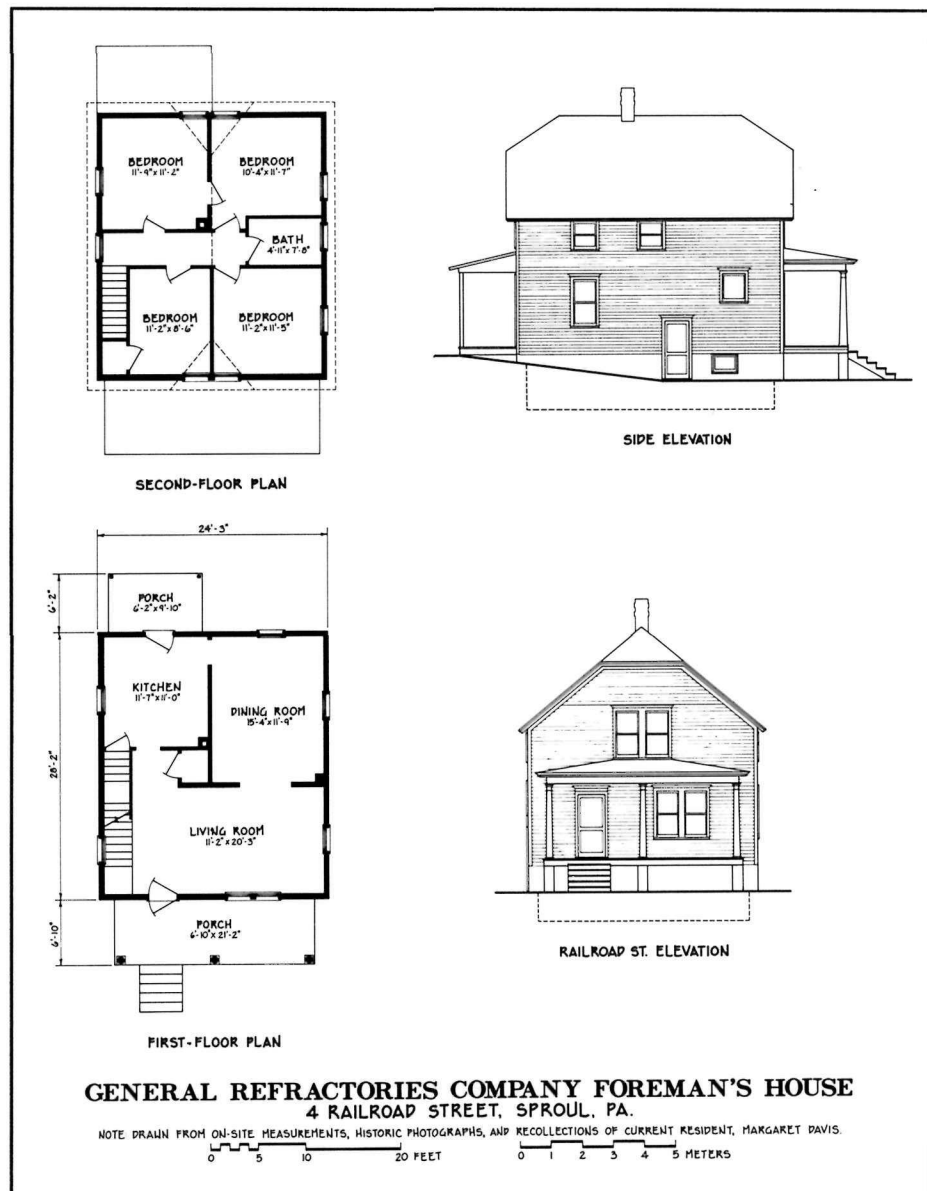 BEDROOM
11'-9" x 11'-2"
BEDROOM
10'-4" x 11'-7"
BATH
4'-11" x 7'-8"
BEDROOM
11'-2" x 8'-6"
BEDROOM
11'-2" x 11'-5"
SECOND-FLOOR PLAN
SIDE ELEVATION
24'-3"
6'-2"
PORCH
6'-2" x 9'-10"
KITCHEN
11'-7" x 11'-0"
DINING ROOM
15'-4" x 11'-9"
28'-2"
LIVING ROOM
11'-2" x 20'-3"
6'-10"
PORCH
6'-10" x 21'-2"
FIRST-FLOOR PLAN
RAILROAD ST. ELEVATION
GENERAL REFRACTORIES COMPANY FOREMAN'S HOUSE
4 RAILROAD STREET, SPROUL, PA.
NOTE DRAWN FROM ON-SITE MEASUREMENTS, HISTORIC PHOTOGRAPHS, AND RECOLLECTIONS OF CURRENT RESIDENT, MARGARET DAVIS.
0 5 10 20 FEET
0 1 2 3 4 5 METERS